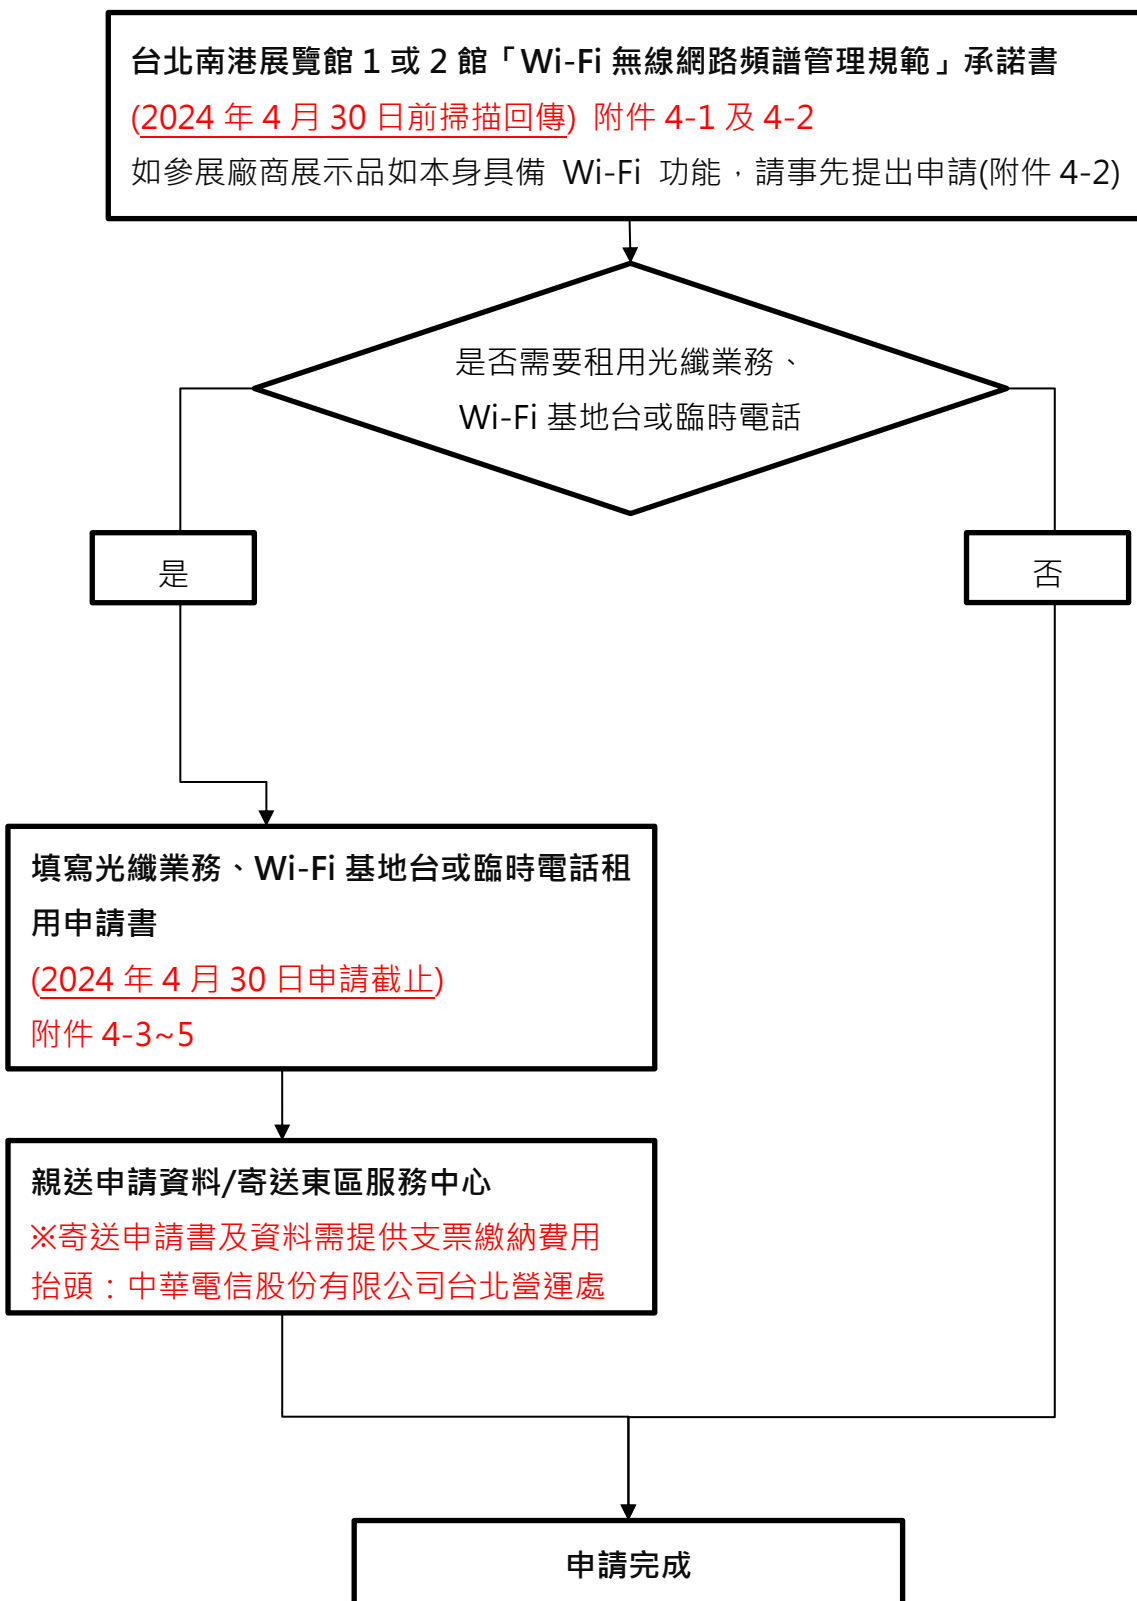 台北南港展覽館 1 或 2 館「Wi-Fi 無線網路頻譜管理規範」承諾書
(2024 年 4 月 30 日前掃描回傳) 附件 4-1 及 4-2
如參展廠商展示品如本身具備 Wi-Fi 功能，請事先提出申請(附件 4-2)
是否需要租用光纖業務、
Wi-Fi 基地台或臨時電話
是
否
填寫光纖業務、Wi-Fi 基地台或臨時電話租
用申請書
(2024 年 4 月 30 日申請截止)
附件 4-3~5
親送申請資料/寄送東區服務中心
※寄送申請書及資料需提供支票繳納費用
抬頭：中華電信股份有限公司台北營運處
申請完成